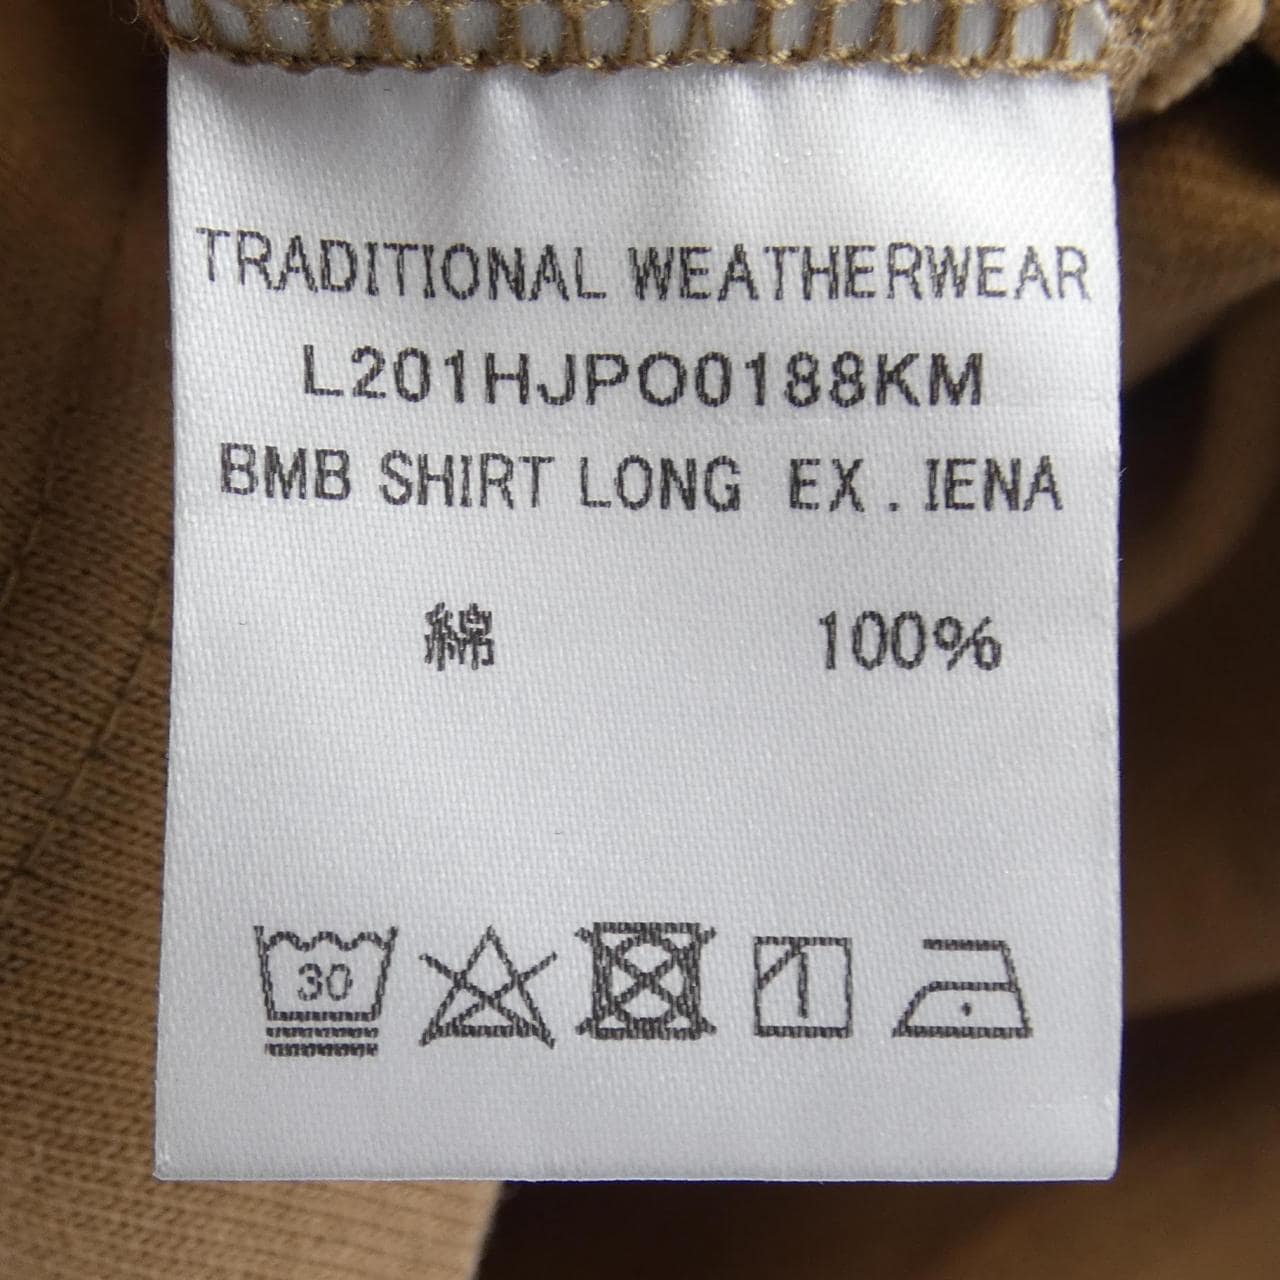 TRADITIONAL WEATHERWEAR
L201HJPO0188KM
BMB SHIRT LONG EX. IENA
綿 100%
30